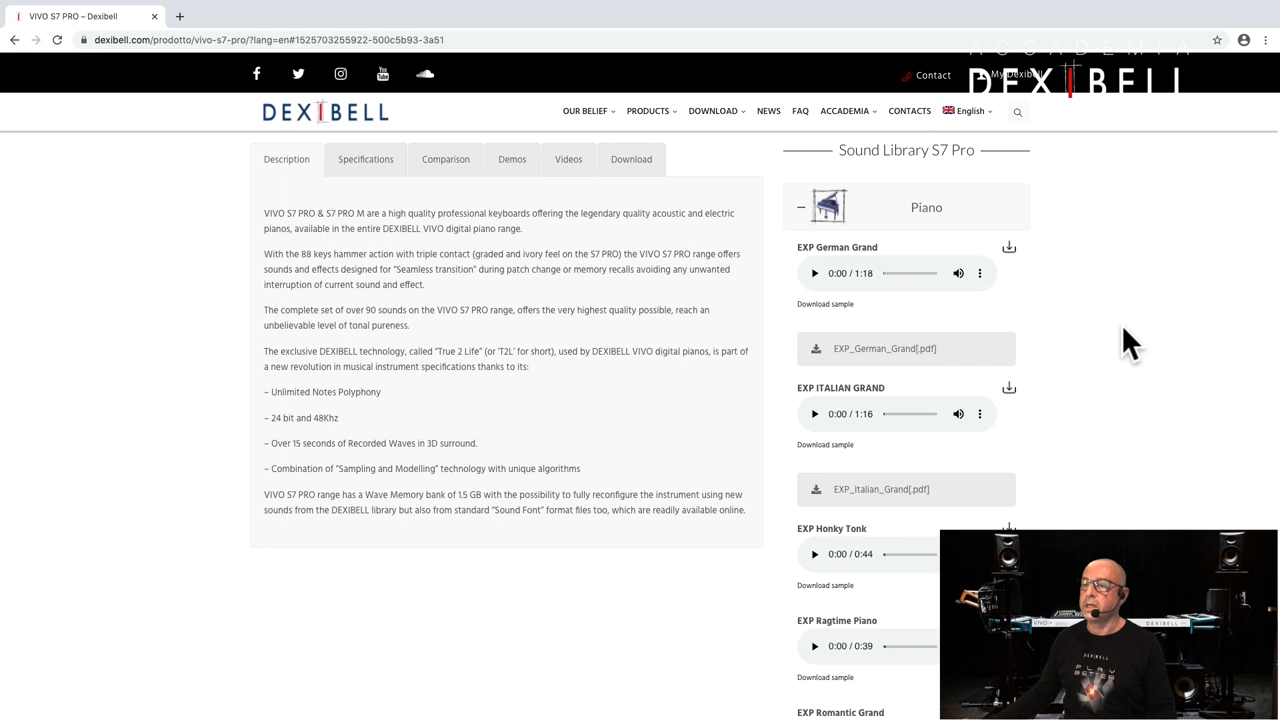 VIVO S7 PRO – Dexibell
dexibell.com/prodotto/vivo-s7-pro/?lang=en#1525703255922-500c5b93-3a51
ACCADEMIA
DEXIBELL
Contact
My Dexibell
DEXIBELL
OUR BELIEF
PRODUCTS
DOWNLOAD
NEWS
FAQ
ACCADEMIA
CONTACTS
English
Description
Specifications
Comparison
Demos
Videos
Download
VIVO S7 PRO & S7 PRO M are a high quality professional keyboards offering the legendary quality acoustic and electric
pianos, available in the entire DEXIBELL VIVO digital piano range.
With the 88 keys hammer action with triple contact (graded and ivory feel on the S7 PRO) the VIVO S7 PRO range offers
sounds and effects designed for “Seamless transition” during patch change or memory recalls avoiding any unwanted
interruption of current sound and effect.
The complete set of over 90 sounds on the VIVO S7 PRO range, offers the very highest quality possible, reach an
unbelievable level of tonal pureness.
The exclusive DEXIBELL technology, called “True 2 Life” (or ‘T2L’ for short), used by DEXIBELL VIVO digital pianos, is part of
a new revolution in musical instrument specifications thanks to its:
– Unlimited Notes Polyphony
– 24 bit and 48Khz
– Over 15 seconds of Recorded Waves in 3D surround.
– Combination of “Sampling and Modelling” technology with unique algorithms
VIVO S7 PRO range has a Wave Memory bank of 1.5 GB with the possibility to fully reconfigure the instrument using new
sounds from the DEXIBELL library but also from standard “Sound Font” format files too, which are readily available online.
Sound Library S7 Pro
Piano
EXP German Grand
0:00 / 1:18
Download sample
EXP_German_Grand[.pdf]
EXP ITALIAN GRAND
0:00 / 1:16
Download sample
EXP_Italian_Grand[.pdf]
EXP Honky Tonk
0:00 / 0:44
Download sample
EXP Ragtime Piano
0:00 / 0:39
Download sample
EXP Romantic Grand
VIVO
DEXIBELL
DEXIBELL
PLAY
BETTER